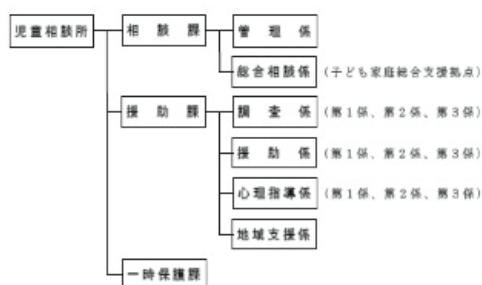 児童相談所 相談課 管理係
総合相談係 (子ども家庭総合支援拠点)
援助課 調査係 (第1係、第2係、第3係)
援助係 (第1係、第2係、第3係)
心理指導係 (第1係、第2係、第3係)
地域支援係
一時保護課